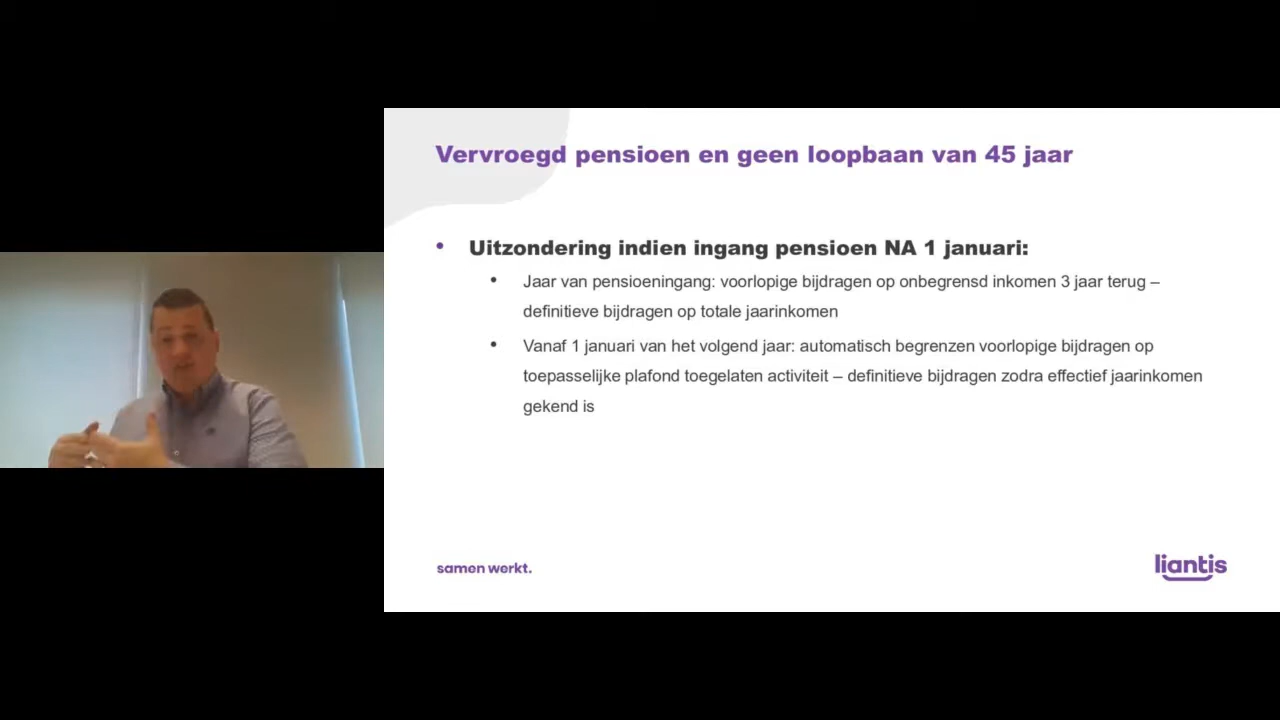 Vervroegd pensioen en geen loopbaan van 45 jaar
• Uitzondering indien ingang pensioen NA 1 januari:
• Jaar van pensioeningang: voorlopige bijdragen op onbegrensd inkomen 3 jaar terug –
definitieve bijdragen op totale jaarinkomen
• Vanaf 1 januari van het volgend jaar: automatisch begrenzen voorlopige bijdragen op
toepasselijke plafond toegelaten activiteit – definitieve bijdragen zodra effectief jaarinkomen
gekend is
samen werkt.
liantis